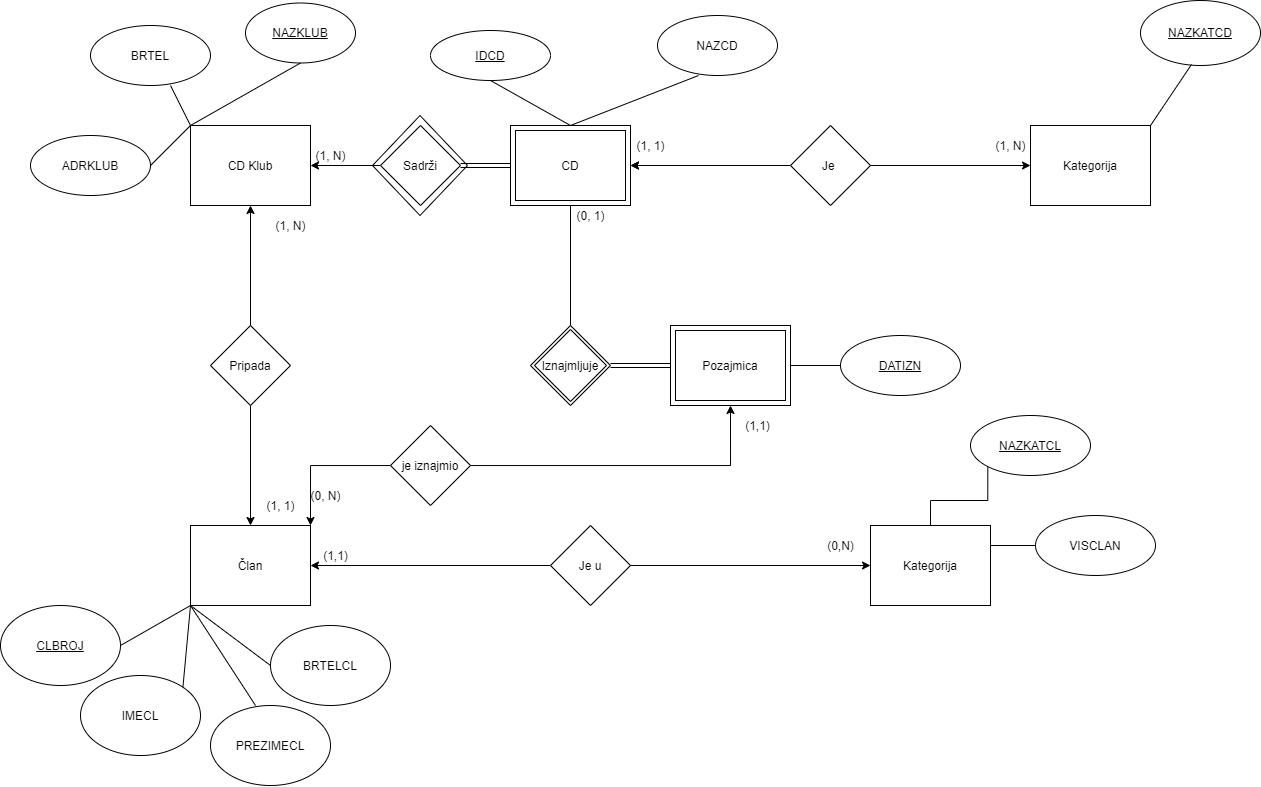 NAZKLUB
BRTEL
ADRKLUB
CD Klub
(1, N)
Sadrži
IDCD
NAZCD
CD
(1, 1)
Je
(1, N)
Kategorija
NAZKATCD
(1, N)
(0, 1)
Pripada
Iznajmljuje
Pozajmica
DATIZN
(1,1)
je iznajmio
(0, N)
(1, 1)
Član
(1,1)
Je u
(0,N)
Kategorija
NAZKATCL
VISCLAN
CLBROJ
IMECL
PREZIMECL
BRTELCL